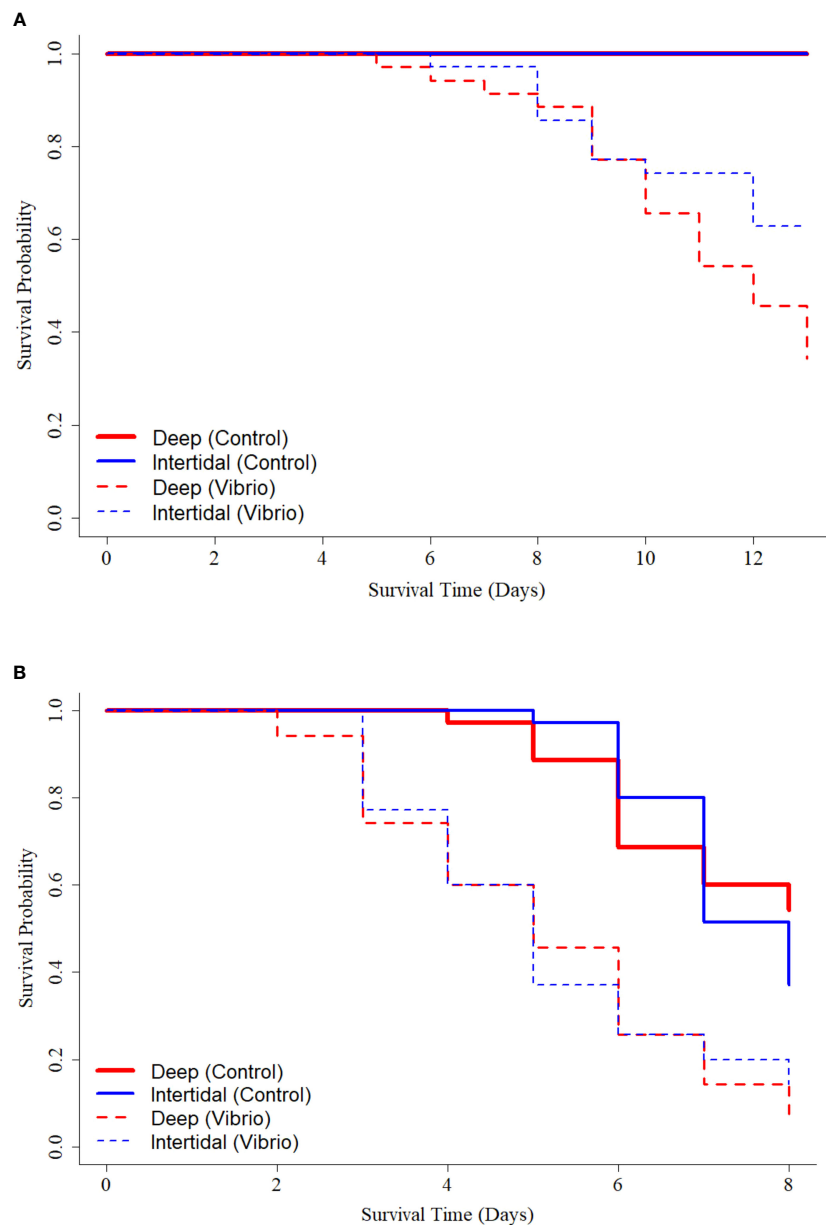 A
Survival Probability
1.0
0.8
0.6
0.4
0.2
0.0
Deep (Control)
Intertidal (Control)
Deep (Vibrio)
Intertidal (Vibrio)
0 2 4 6 8 10 12
Survival Time (Days)
B
Survival Probability
1.0
0.8
0.6
0.4
0.2
0.0
Deep (Control)
Intertidal (Control)
Deep (Vibrio)
Intertidal (Vibrio)
0 2 4 6 8
Survival Time (Days)